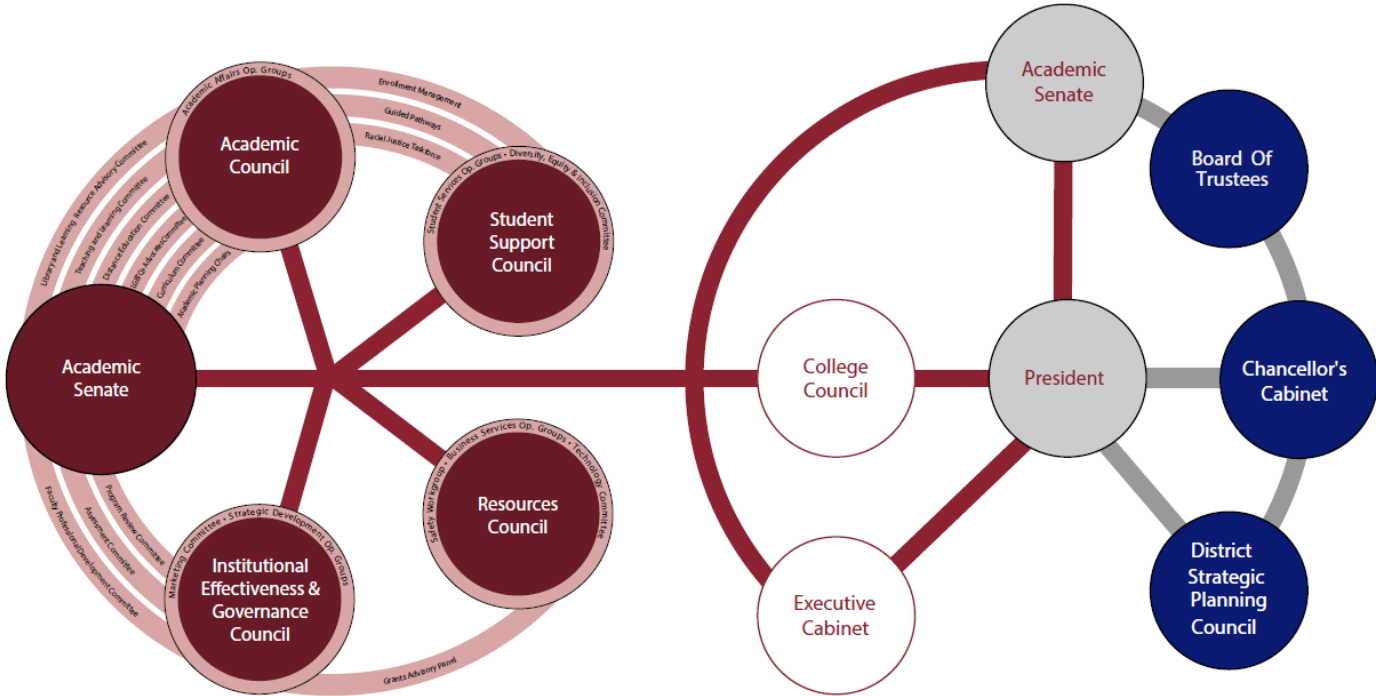 Academic Affairs Op. Groups
Academic
Council
Enrollment Management
Guided Pathways
Racial Justice Taskforce
Student Services Op. Groups • Diversity, Equity & Inclusion Committee
Student
Support
Council
Library and Learning Resource Advisory Committee
Teaching and Learning Committee
Distance Education Committee
LGBTQ+ Advocates Committee
Curriculum Committee
Academic Planning Chairs
Academic
Senate
Program Review Committee
Assessment Committee
Faculty Professional Development Committee
Marketing Committee • Strategic Development Op. Groups
Institutional
Effectiveness &
Governance
Council
Safety Workgroup • Business Services Op. Groups • Technology Committee
Resources
Council
Grants Advisory Panel
Academic
Senate
Board Of
Trustees
College
Council
President
Chancellor's
Cabinet
Executive
Cabinet
District
Strategic
Planning
Council